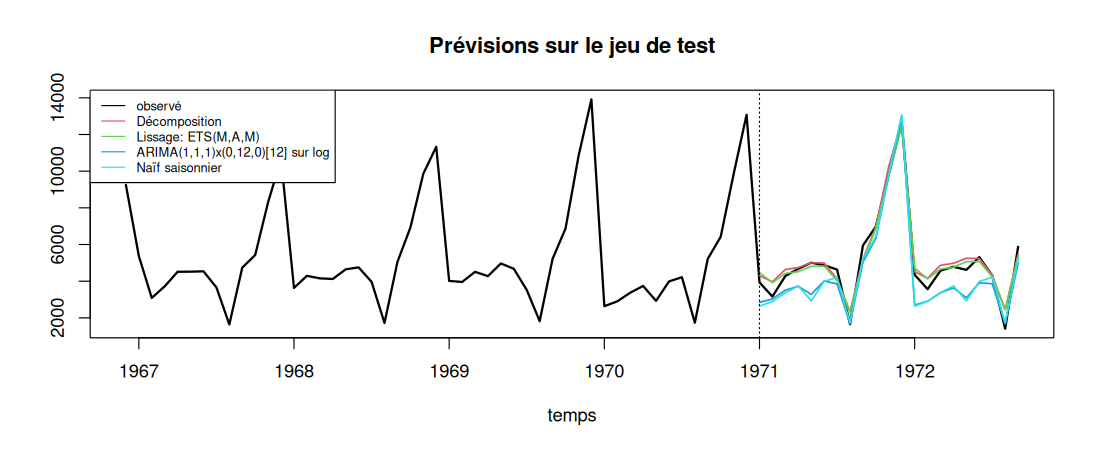 Prévisions sur le jeu de test
observé
Décomposition
Lissage: ETS(M,A,M)
ARIMA(1,1,1)x(0,12,0)[12] sur log
Naïf saisonnier
14000
10000
6000
2000
1967 1968 1969 1970 1971 1972
temps